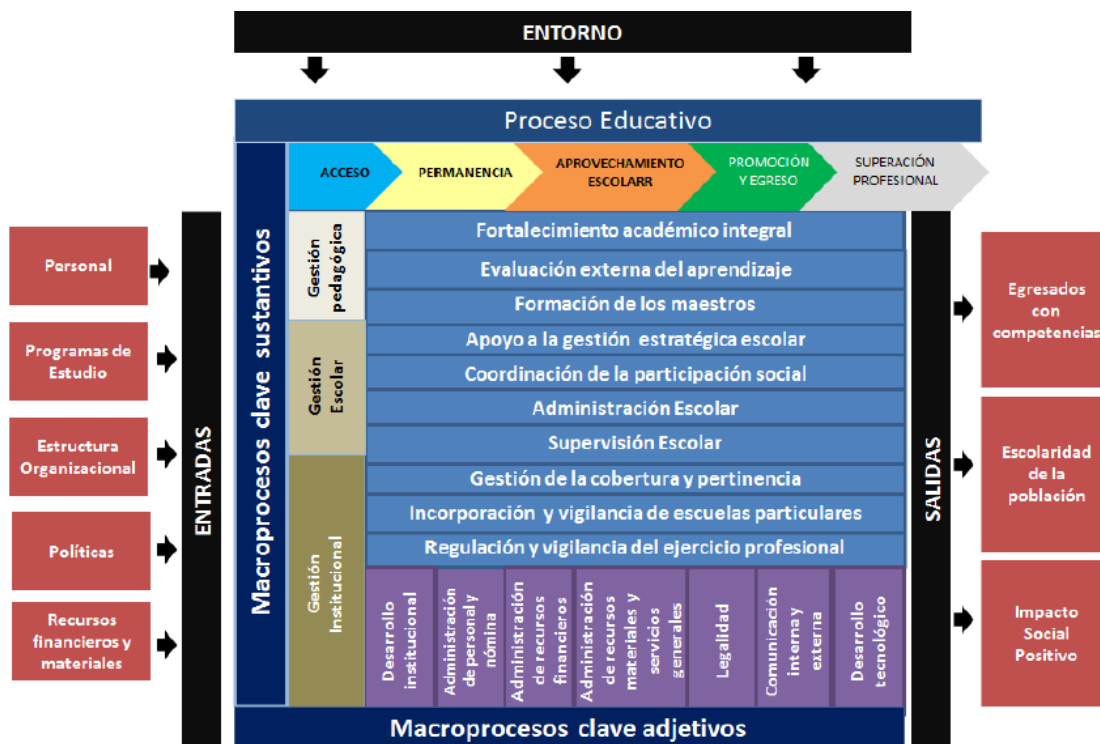 ENTORNO
Proceso Educativo
ACCESO
PERMANENCIA
APROVECHAMIENTO
ESCOLARR
PROMOCIÓN
Y EGRESO
SUPERACIÓN
PROFESIONAL
Personal
Programas de
Estudio
Estructura
Organizacional
Políticas
Recursos
financieros y
materiales
ENTRADAS
Macroprocesos clave sustantivos
Gestión
pedagógica
Gestión
Escolar
Gestión
Institucional
Fortalecimiento académico integral
Evaluación externa del aprendizaje
Formación de los maestros
Apoyo a la gestión estratégica escolar
Coordinación de la participación social
Administración Escolar
Supervisión Escolar
Gestión de la cobertura y pertinencia
Incorporación y vigilancia de escuelas particulares
Regulación y vigilancia del ejercicio profesional
Desarrollo
institucional
Administración
de personal y
nómina
Administración
de recursos
financieros
Administración
de recursos
materiales y
servicios
generales
Legalidad
Comunicación
interna y
externa
Desarrollo
tecnológico
Macroprocesos clave adjetivos
SALIDAS
Egresados
con
competencias
Escolaridad
de la
población
Impacto
Social
Positivo